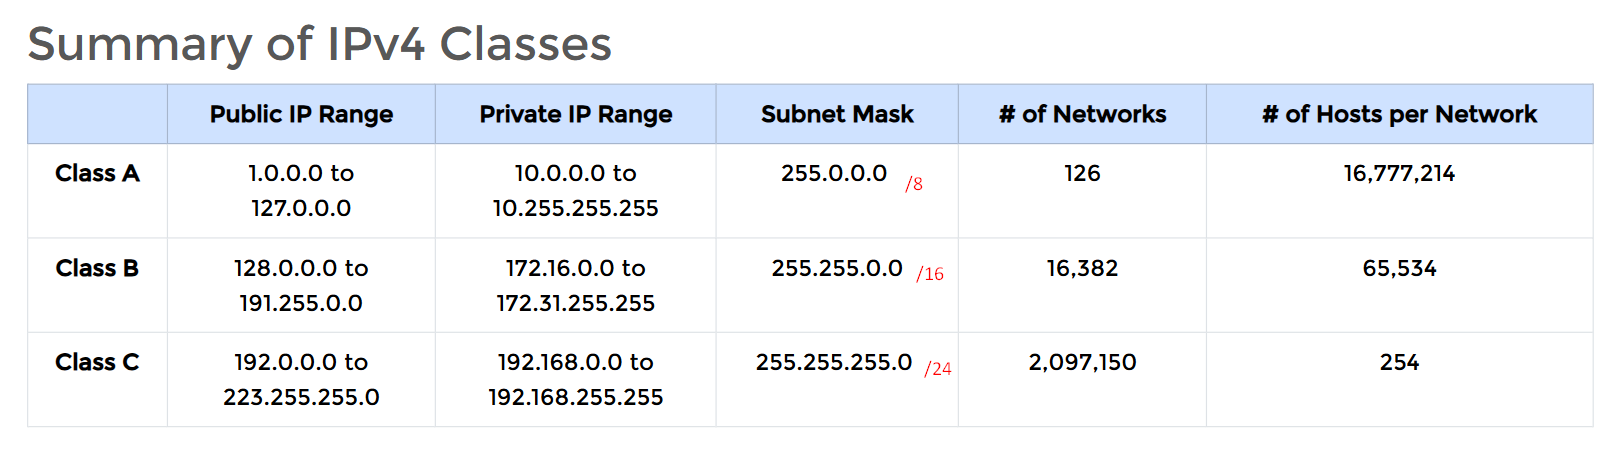 Summary of IPv4 Classes
Public IP Range Private IP Range Subnet Mask # of Networks # of Hosts per Network
Class A 1.0.0.0 to 10.0.0.0 to 255.0.0.0 /8 126 16,777,214
127.0.0.0 10.255.255.255
Class B 128.0.0.0 to 172.16.0.0 to 255.255.0.0 /16 16,382 65,534
191.255.0.0 172.31.255.255
Class C 192.0.0.0 to 192.168.0.0 to 255.255.255.0 /24 2,097,150 254
223.255.255.0 192.168.255.255